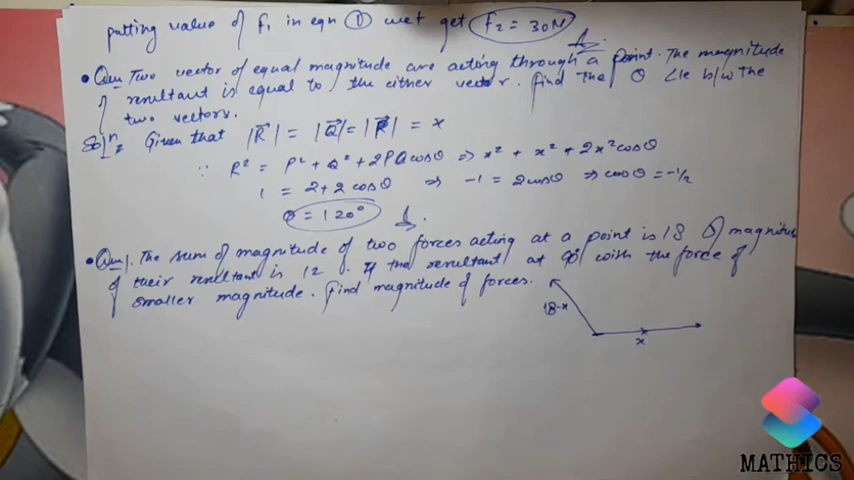 putting value of f₁ in eqn ① we get f₂ = 30N
• Qun Two vector of equal magnitude are acting through a point. The magnitude
of resultant is equal to the either vector. find the θ ∠le b/w the
two vectors.
Solⁿ= Given that |R⃗| = |Q⃗| = |P⃗| = x
∵ R² = P² + Q² + 2PQ cosθ ⇒ x² + x² + 2x² cosθ
1 = 2 + 2 cosθ ⇒ -1 = 2cosθ ⇒ cosθ = -1/2
θ = 120°
• Qun 1. The sum of magnitude of two forces acting at a point is 18 & magnitude
of their resultant is 12. If the resultant at 90° with the force of
smaller magnitude. Find magnitude of forces.
18-x
x
MATHICS